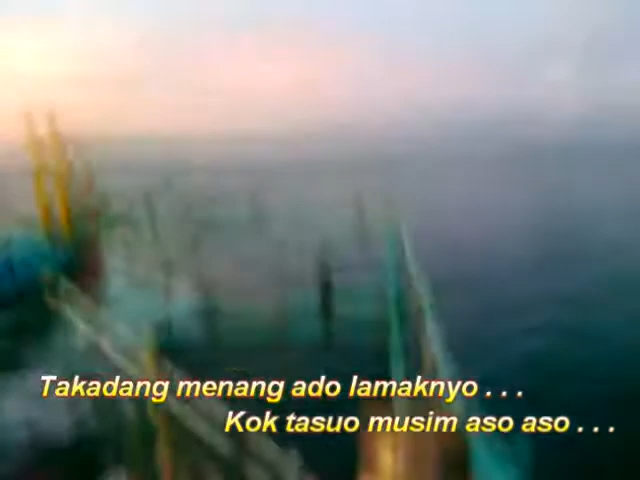 Takadang menang ado lamaknyo . . .
Kok tasuo musim aso aso . . .